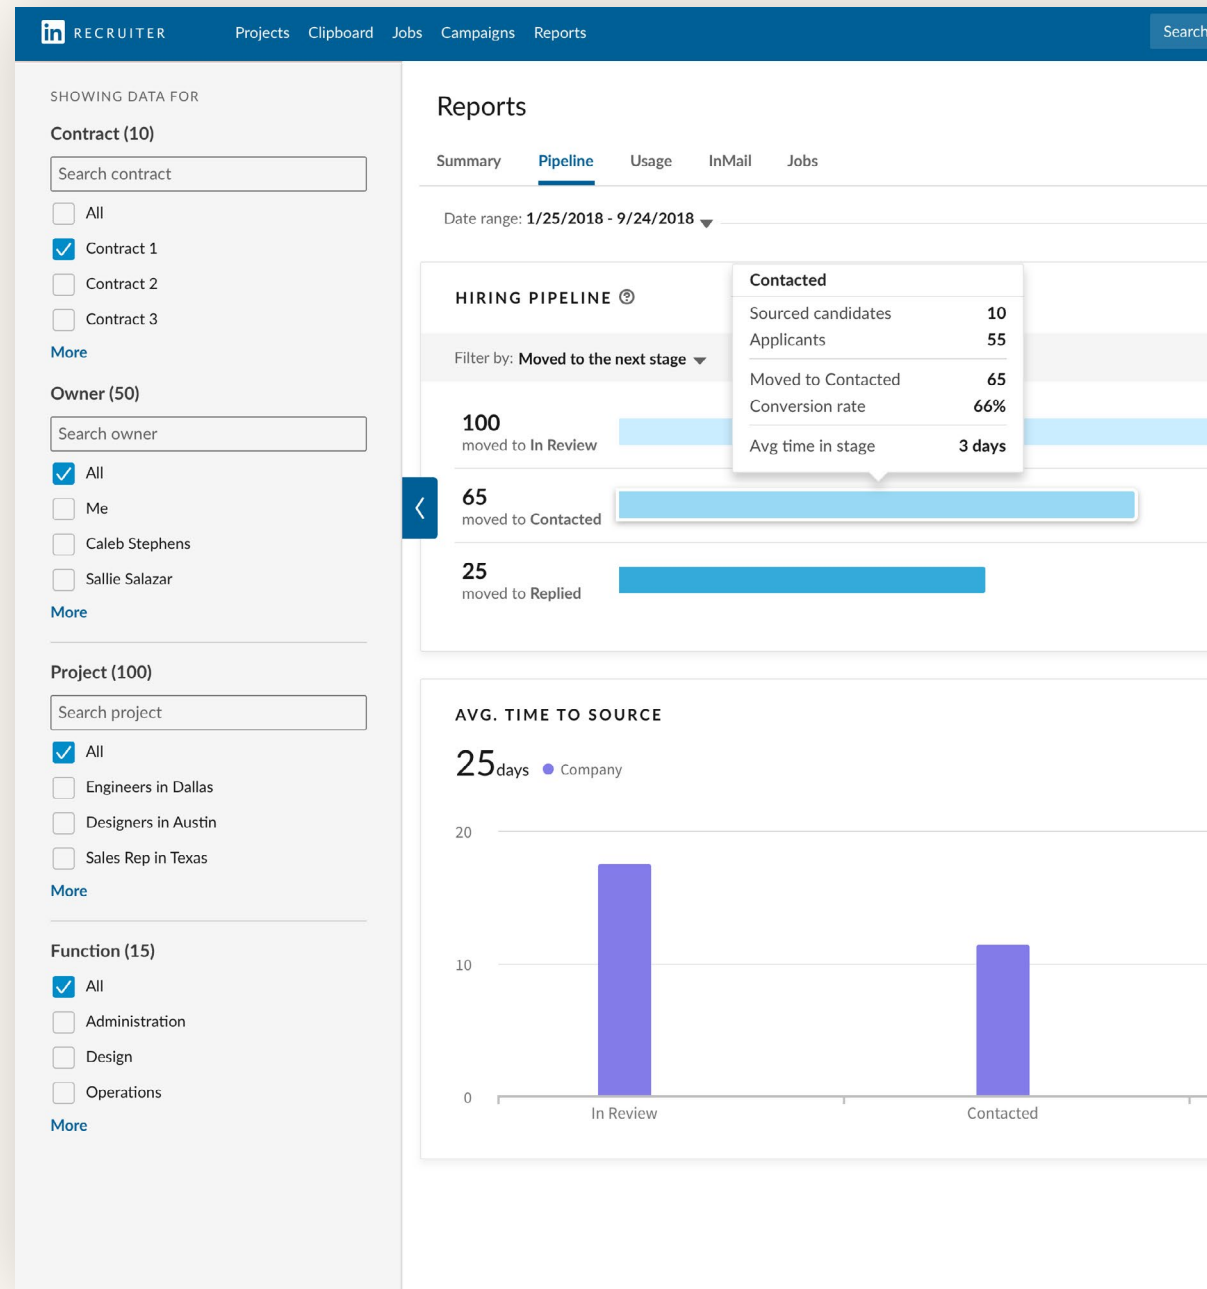 in RECRUITER Projects Clipboard Jobs Campaigns Reports Search
SHOWING DATA FOR
Contract (10)
Search contract
All
Contract 1
Contract 2
Contract 3
More
Owner (50)
Search owner
All
Me
Caleb Stephens
Sallie Salazar
More
Project (100)
Search project
All
Engineers in Dallas
Designers in Austin
Sales Rep in Texas
More
Function (15)
All
Administration
Design
Operations
More
Reports
Summary Pipeline Usage InMail Jobs
Date range: 1/25/2018 - 9/24/2018
HIRING PIPELINE ?
Filter by: Moved to the next stage
Contacted
Sourced candidates 10
Applicants 55
Moved to Contacted 65
Conversion rate 66%
Avg time in stage 3 days
100
moved to In Review
65
moved to Contacted
25
moved to Replied
AVG. TIME TO SOURCE
25days Company
20
10
0
In Review Contacted